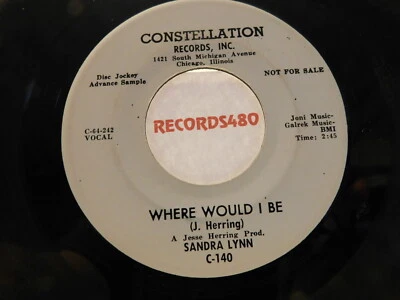 CONSTELLATION
RECORDS, INC.
1421 South Michigan Avenue
Chicago, Illinois
Disc Jockey
Advance Sample
NOT FOR SALE
RECORDS480
C-64-242
VOCAL
Joni Music-
Galrek Music-
BMI
Time: 2:45
WHERE WOULD I BE
(J. Herring)
A Jesse Herring Prod.
SANDRA LYNN
C-140